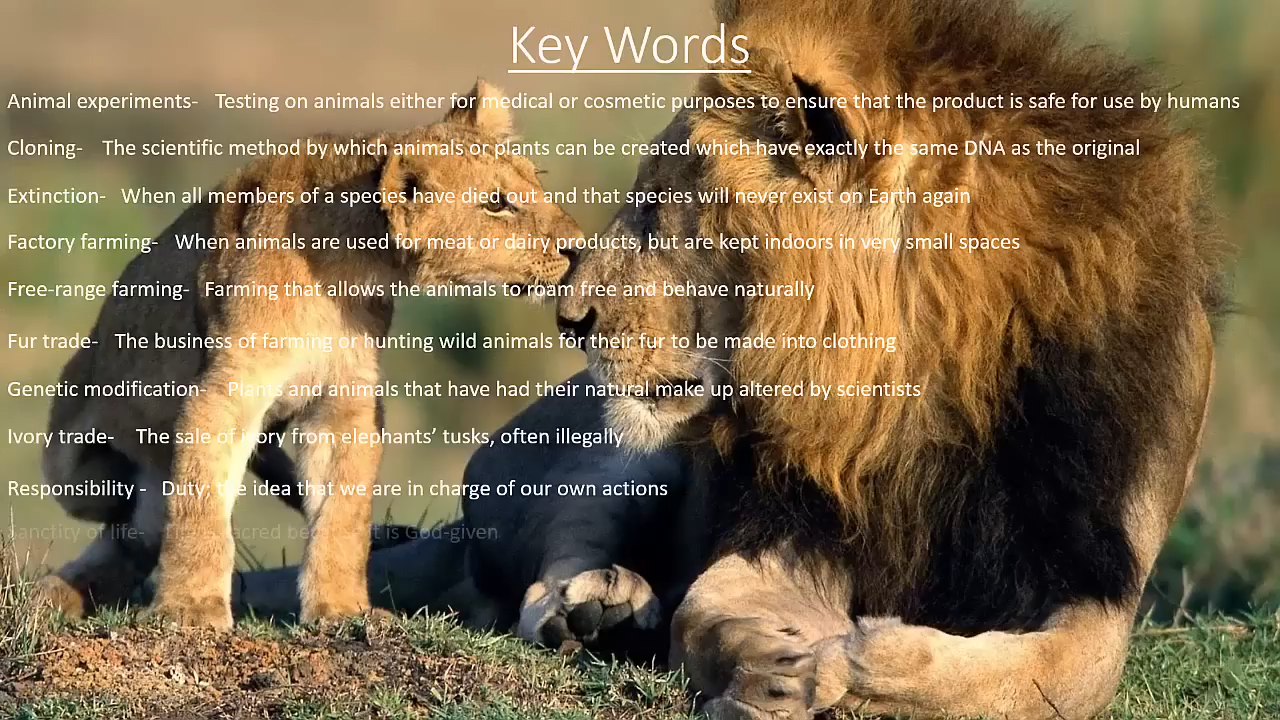 Key Words
Animal experiments- Testing on animals either for medical or cosmetic purposes to ensure that the product is safe for use by humans
Cloning- The scientific method by which animals or plants can be created which have exactly the same DNA as the original
Extinction- When all members of a species have died out and that species will never exist on Earth again
Factory farming- When animals are used for meat or dairy products, but are kept indoors in very small spaces
Free-range farming- Farming that allows the animals to roam free and behave naturally
Fur trade- The business of farming or hunting wild animals for their fur to be made into clothing
Genetic modification- Plants and animals that have had their natural make up altered by scientists
Ivory trade- The sale of ivory from elephants’ tusks, often illegally
Responsibility - Duty; the idea that we are in charge of our own actions
Sanctity of life- sacred because it is God-given